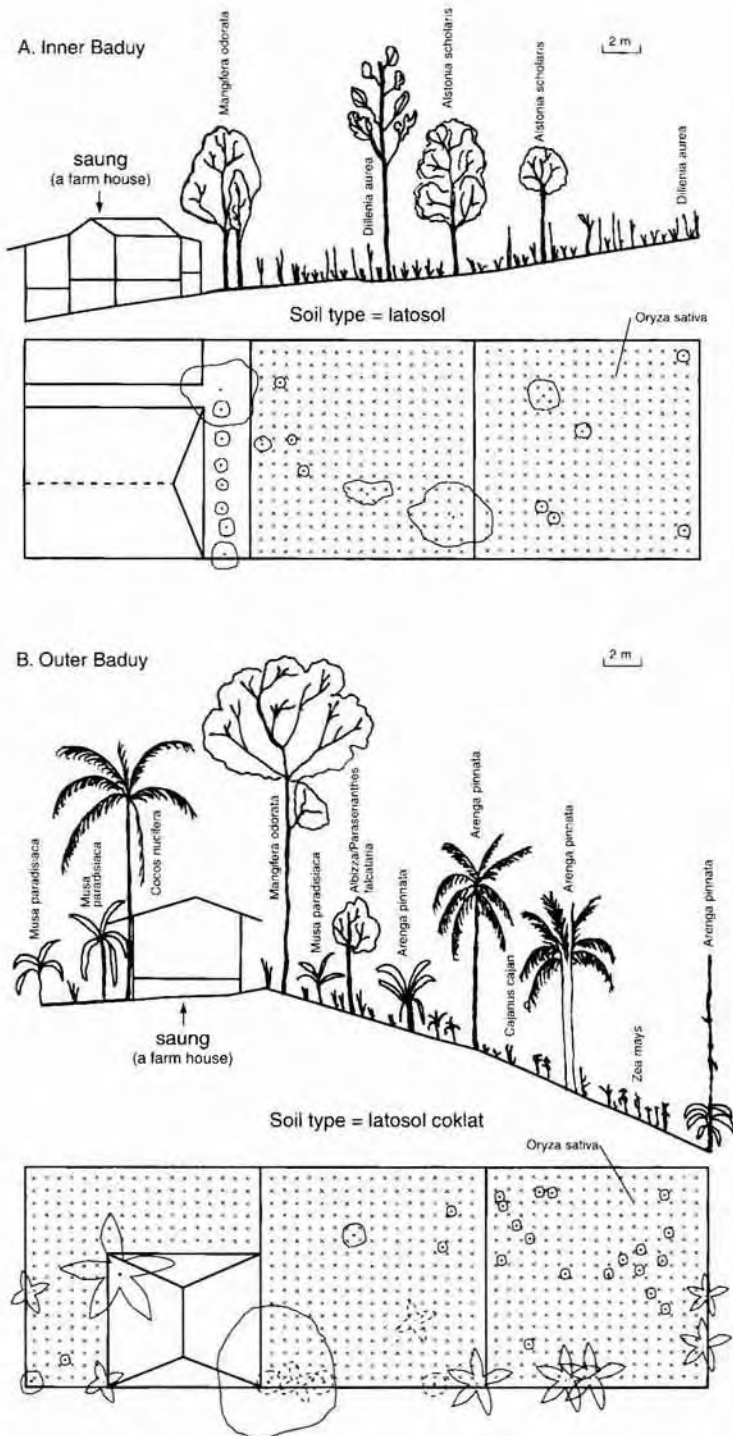 A. Inner Baduy
2 m
Mangifera odorata
Dillenia aurea
Alstonia scholaris
Alstonia scholaris
Dillenia aurea
saung
(a farm house)
Soil type = latosol
Oryza sativa
B. Outer Baduy
2 m
Musa paradisiaca
Musa
paradisiaca
Cocos nucifera
Mangifera odorata
Musa paradisiaca
Albizza/Paraserianthes
falcataria
Arenga pinnata
Arenga pinnata
Cajanus cajan
Arenga pinnata
Zea mays
Arenga pinnata
saung
(a farm house)
Soil type = latosol coklat
Oryza sativa